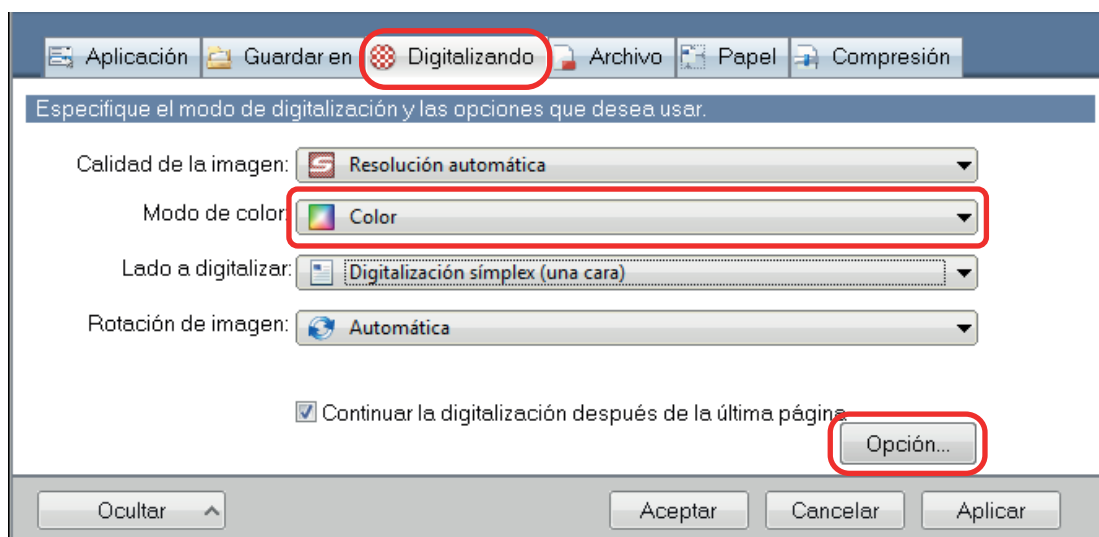 Aplicación Guardar en Digitalizando Archivo Papel Compresión
Especifique el modo de digitalización y las opciones que desea usar.
Calidad de la imagen: Resolución automática
Modo de color: Color
Lado a digitalizar: Digitalización símplex (una cara)
Rotación de imagen: Automática
Continuar la digitalización después de la última página
Opción...
Ocultar Aceptar Cancelar Aplicar